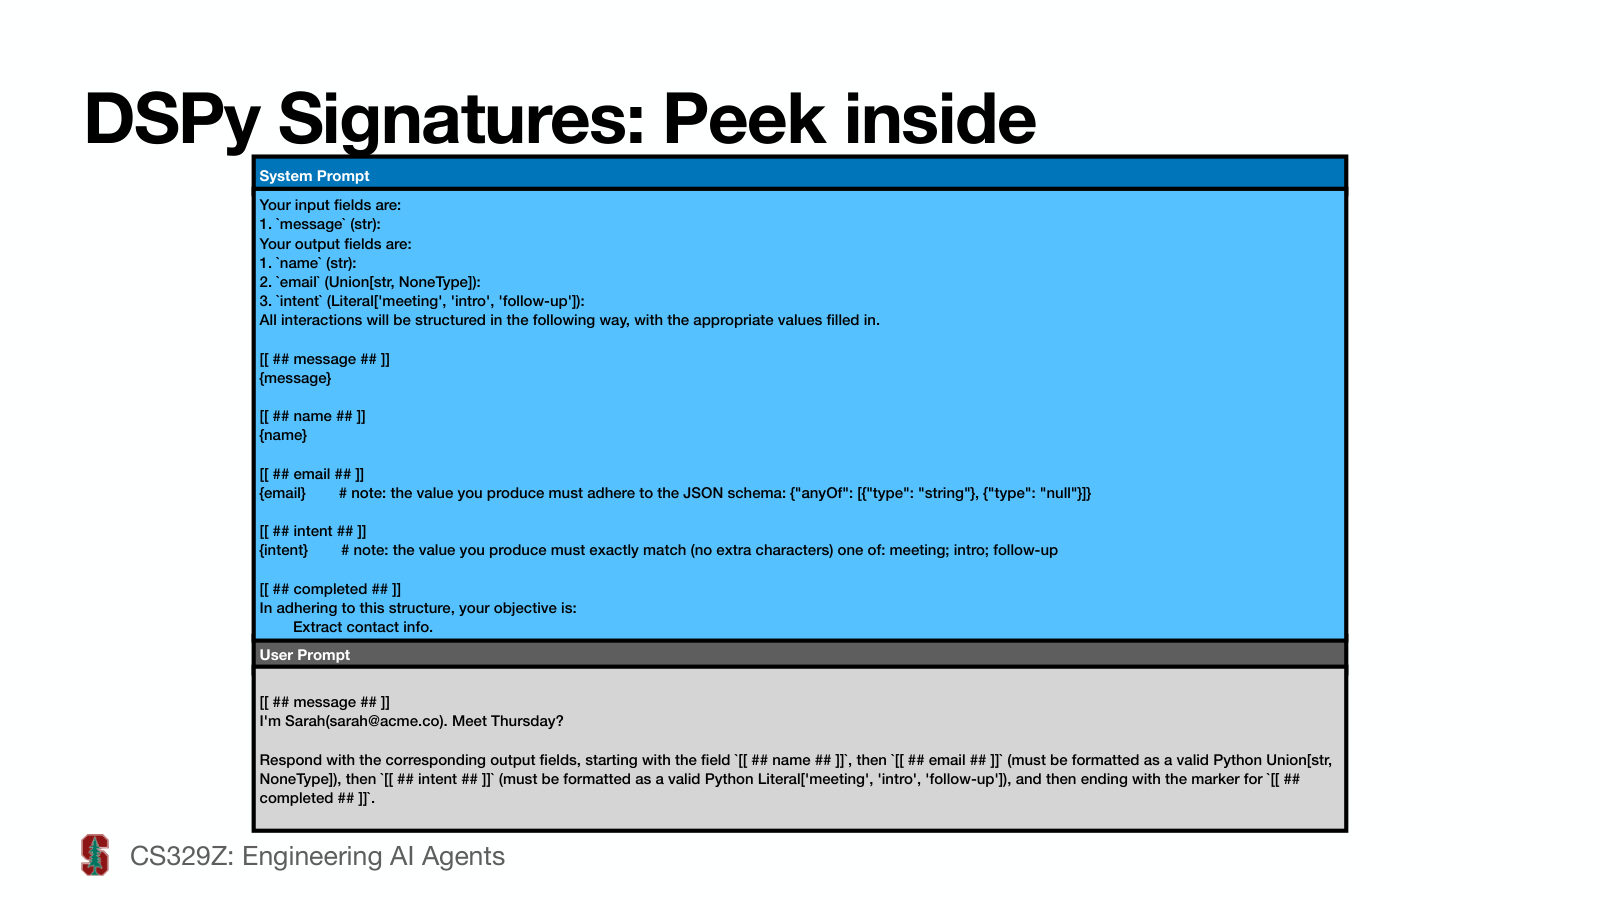 DSPy Signatures: Peek inside
System Prompt
Your input fields are:
1. `message` (str):
Your output fields are:
1. `name` (str):
2. `email` (Union[str, NoneType]):
3. `intent` (Literal['meeting', 'intro', 'follow-up']):
All interactions will be structured in the following way, with the appropriate values filled in.
[[ ## message ## ]]
{message}
[[ ## name ## ]]
{name}
[[ ## email ## ]]
{email}        # note: the value you produce must adhere to the JSON schema: {"anyOf": [{"type": "string"}, {"type": "null"}]}
[[ ## intent ## ]]
{intent}        # note: the value you produce must exactly match (no extra characters) one of: meeting; intro; follow-up
[[ ## completed ## ]]
In adhering to this structure, your objective is:
        Extract contact info.
User Prompt
[[ ## message ## ]]
I'm Sarah(sarah@acme.co). Meet Thursday?
Respond with the corresponding output fields, starting with the field `[[ ## name ## ]]`, then `[[ ## email ## ]]` (must be formatted as a valid Python Union[str,
NoneType]), then `[[ ## intent ## ]]` (must be formatted as a valid Python Literal['meeting', 'intro', 'follow-up']), and then ending with the marker for `[[ ##
completed ## ]]`.
CS329Z: Engineering AI Agents